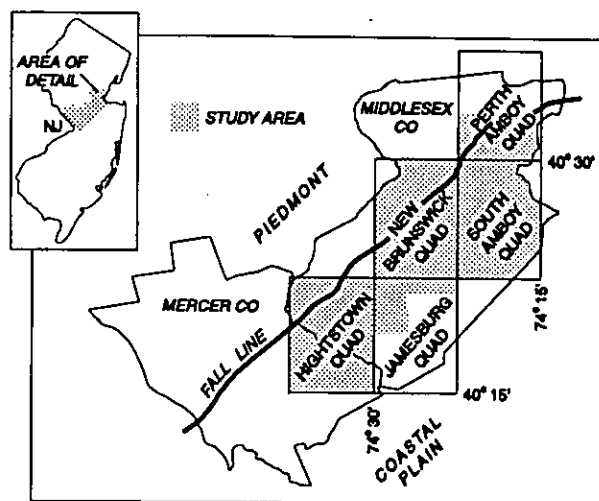 AREA OF
DETAIL
NJ
STUDY AREA
MIDDLESEX
CO
PERTH
AMBOY
QUAD
40° 30'
PIEDMONT
NEW
BRUNSWICK
QUAD
SOUTH
AMBOY
QUAD
74° 15'
MERCER CO
FALL LINE
HIGHTSTOWN
QUAD
JAMESBURG
QUAD
40° 15'
74° 30'
COASTAL
PLAIN